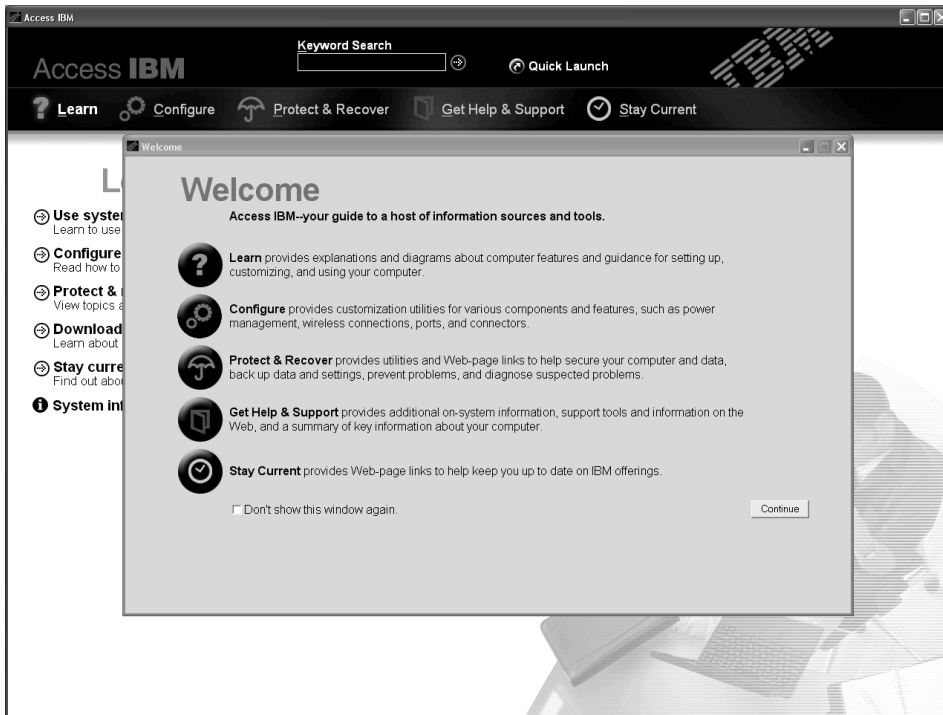 Access IBM
Keyword Search
Access IBM
Quick Launch
IBM
? Learn
Configure
Protect & Recover
Get Help & Support
Stay Current
Welcome
Use system
Learn to use
Configure
Read how to
Protect &
View topics
Download
Learn about
Stay
Find out
System
Welcome
Access IBM--your guide to a host of information sources and tools.
? Learn provides explanations and diagrams about computer features and guidance for setting up,
customizing, and using your computer.
Configure provides customization utilities for various components and features, such as power
management, wireless connections, ports, and connectors.
Protect & Recover provides utilities and Web-page links to help secure your computer and data,
back up data and settings, prevent problems, and diagnose suspected problems.
Get Help & Support provides additional on-system information, support tools and information on the
Web, and a summary of key information about your computer.
Stay Current provides Web-page links to help keep you up to date on IBM offerings.
Don't show this window again.
Continue